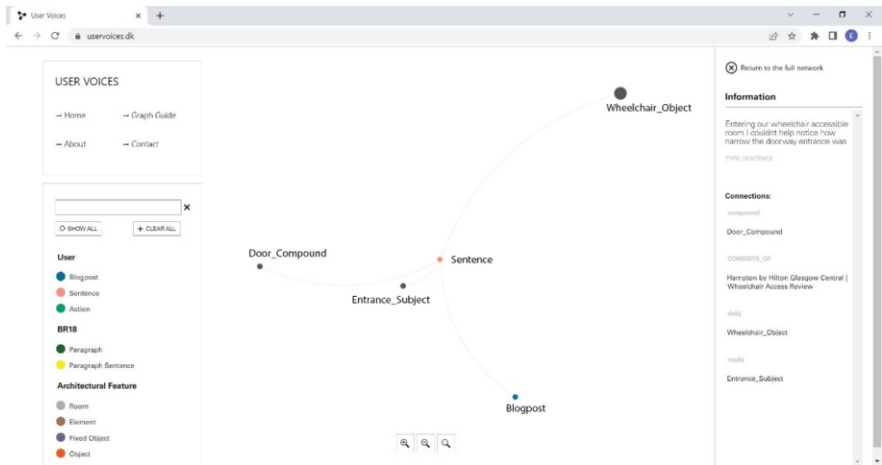 User Voices
uservoices.dk
E
USER VOICES
→ Home
→ Graph Guide
→ About
→ Contact
SHOW ALL
+ CLEAR ALL
User
Blogpost
Sentence
Action
BR18
Paragraph
Paragraph Sentence
Architectural Feature
Room
Element
Fixed Object
Object
Wheelchair_Object
Door_Compound
Sentence
Entrance_Subject
Blogpost
Return to the full network
Information
Entering our wheelchair accessible
room I couldnt help notice how
narrow the doorway entrance was
TYPE: SENTENCE
Connections:
compound
Door_Compound
CONSISTS_OF
Hampton by Hilton Glasgow Central |
Wheelchair Access Review
dobj
Wheelchair_Object
nsubj
Entrance_Subject